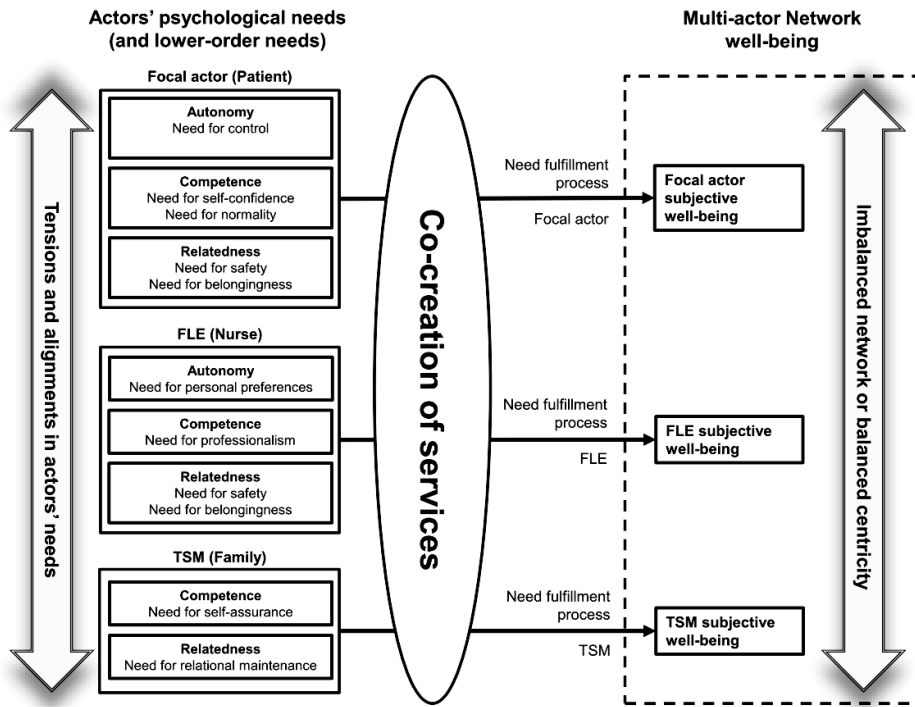 Actors' psychological needs
(and lower-order needs)
Multi-actor Network
well-being
Tensions and alignments in actors' needs
Focal actor (Patient)
Autonomy
Need for control
Competence
Need for self-confidence
Need for normality
Relatedness
Need for safety
Need for belongingness
FLE (Nurse)
Autonomy
Need for personal preferences
Competence
Need for professionalism
Relatedness
Need for safety
Need for belongingness
TSM (Family)
Competence
Need for self-assurance
Relatedness
Need for relational maintenance
Co-creation of services
Need fulfillment
process
Focal actor
Need fulfillment
process
FLE
Need fulfillment
process
TSM
Focal actor
subjective
well-being
FLE subjective
well-being
TSM subjective
well-being
Imbalanced network or balanced centricity